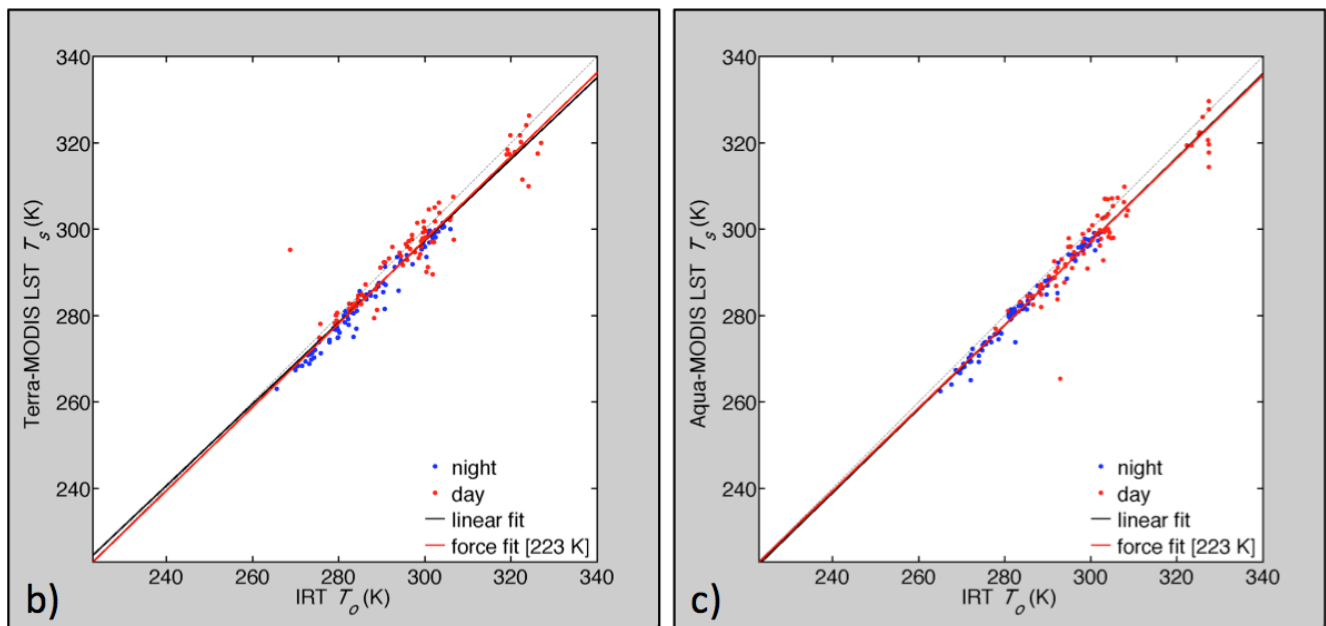 340
320
300
280
260
240
Terra-MODIS LST T_s (K)
night
day
linear fit
force fit [223 K]
240 260 280 300 320 340
IRT T_o (K)
b)
340
320
300
280
260
240
Aqua-MODIS LST T_s (K)
night
day
linear fit
force fit [223 K]
240 260 280 300 320 340
IRT T_o (K)
c)